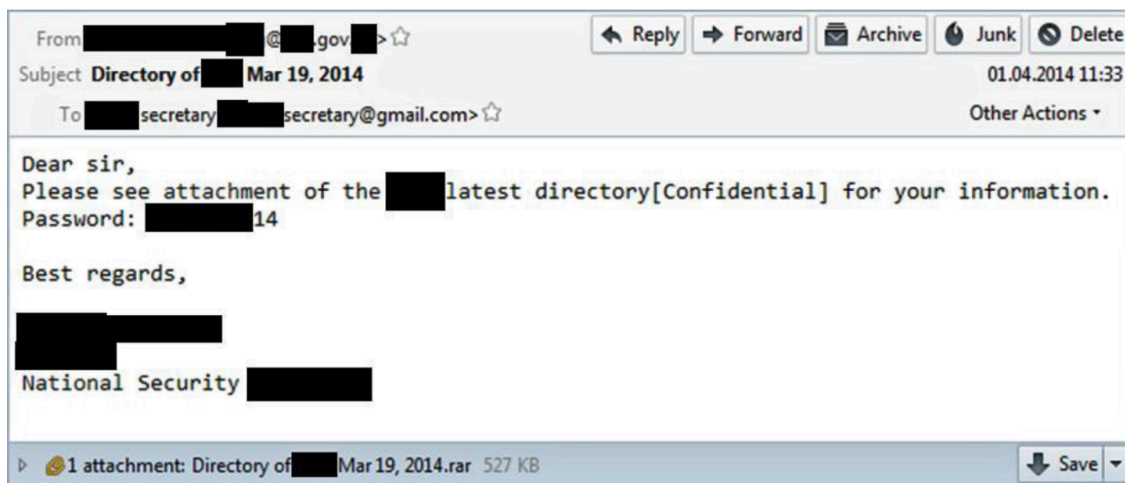 From @ .gov. >
Reply Forward Archive Junk Delete
Subject Directory of Mar 19, 2014
01.04.2014 11:33
To secretary secretary@gmail.com>
Other Actions
Dear sir,
Please see attachment of the latest directory[Confidential] for your information.
Password: 14
Best regards,
National Security
1 attachment: Directory of Mar 19, 2014.rar 527 KB
Save